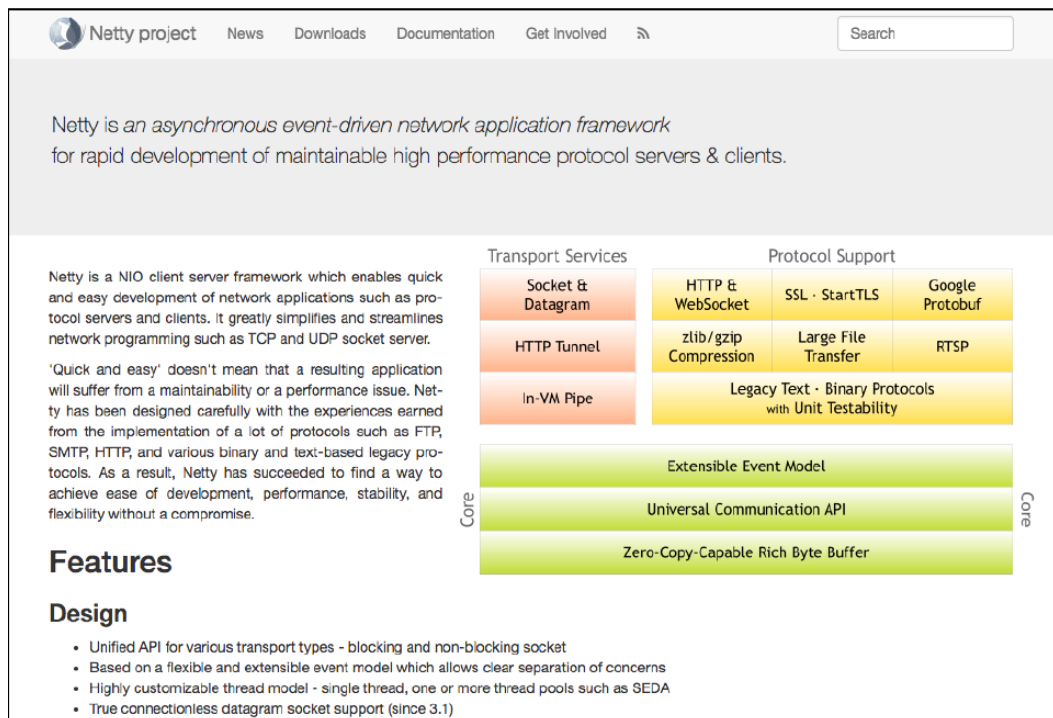 Netty project News Downloads Documentation Get Involved Search
Netty is an asynchronous event-driven network application framework
for rapid development of maintainable high performance protocol servers & clients.
Netty is a NIO client server framework which enables quick
and easy development of network applications such as pro-
tocol servers and clients. It greatly simplifies and streamlines
network programming such as TCP and UDP socket server.
'Quick and easy' doesn't mean that a resulting application
will suffer from a maintainability or a performance issue. Net-
ty has been designed carefully with the experiences earned
from the implementation of a lot of protocols such as FTP,
SMTP, HTTP, and various binary and text-based legacy pro-
tocols. As a result, Netty has succeeded to find a way to
achieve ease of development, performance, stability, and
flexibility without a compromise.
Transport Services
Socket &
Datagram
HTTP Tunnel
In-VM Pipe
Protocol Support
HTTP &
WebSocket
SSL · StartTLS
Google
Protobuf
zlib/gzip
Compression
Large File
Transfer
RTSP
Legacy Text · Binary Protocols
with Unit Testability
Core
Extensible Event Model
Universal Communication API
Zero-Copy-Capable Rich Byte Buffer
Core
Features
Design
• Unified API for various transport types - blocking and non-blocking socket
• Based on a flexible and extensible event model which allows clear separation of concerns
• Highly customizable thread model - single thread, one or more thread pools such as SEDA
• True connectionless datagram socket support (since 3.1)